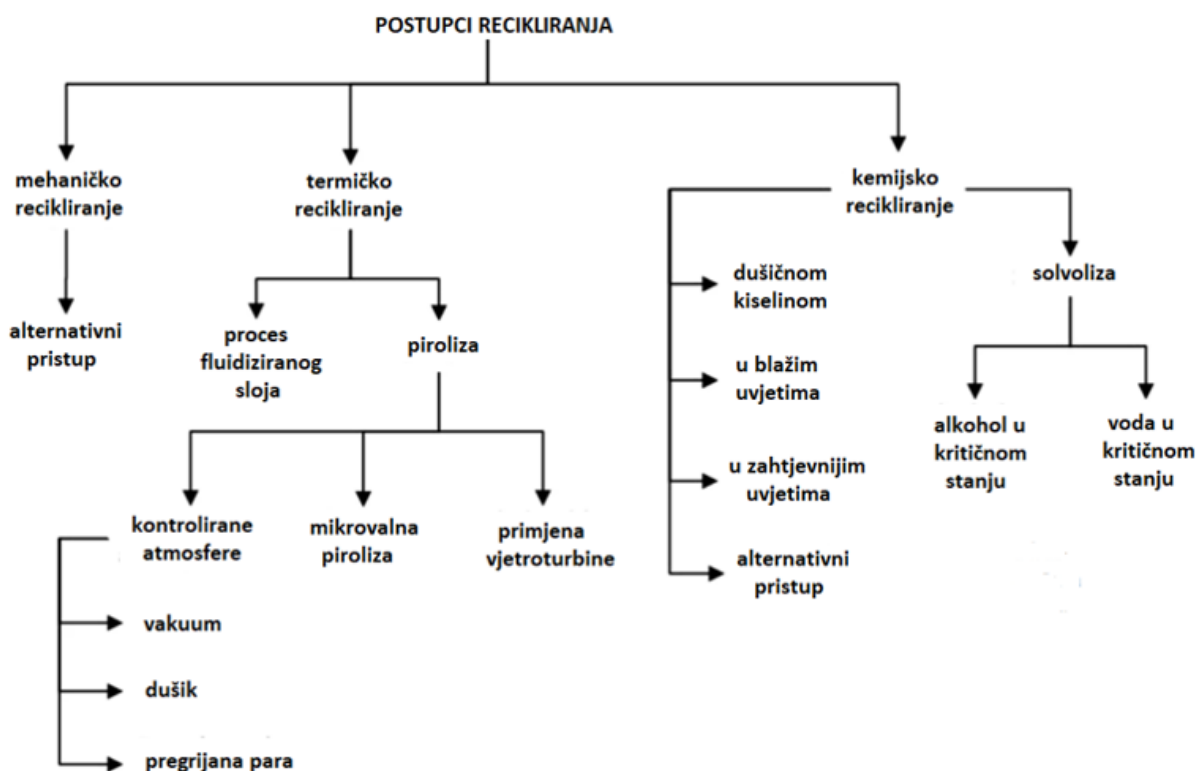 POSTUPCI RECIKLIRANJA
mehaničko
recikliranje
alternativni
pristup
termičko
recikliranje
proces
fluidiziranog
sloja
piroliza
kontrolirane
atmosfere
vakuum
dušik
pregrijana para
mikrovalna
piroliza
primjena
vjetroturbine
kemijsko
recikliranje
dušičnom
kiselinom
u blažim
uvjetima
u zahtjevnijim
uvjetima
alternativni
pristup
solvoliza
alkohol u
kritičnom
stanju
voda u
kritičnom
stanju